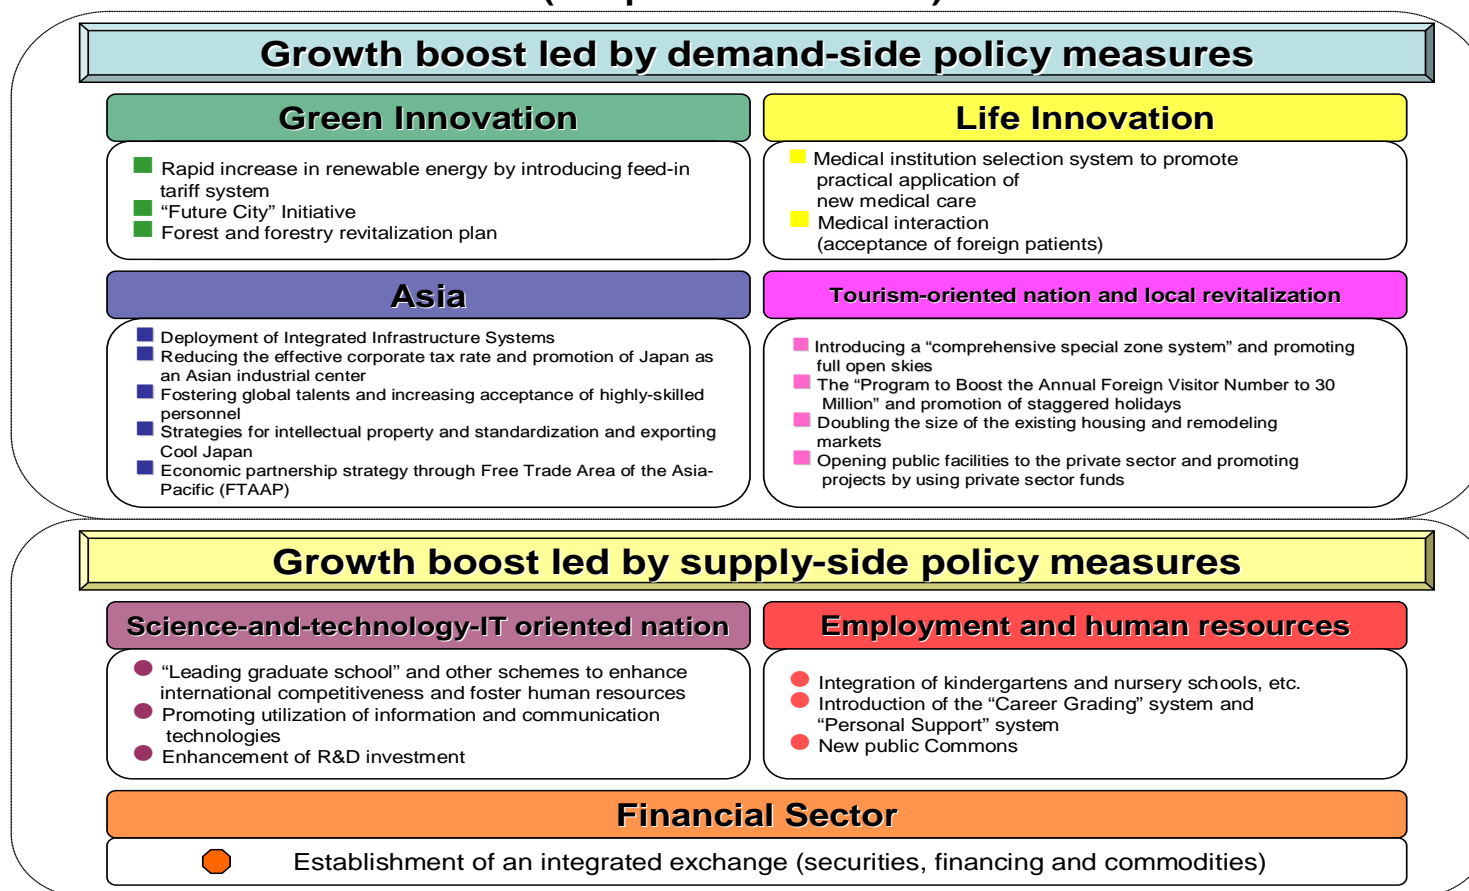 Growth boost led by demand-side policy measures
Green Innovation
Rapid increase in renewable energy by introducing feed-in
tariff system
“Future City” Initiative
Forest and forestry revitalization plan
Life Innovation
Medical institution selection system to promote
practical application of
new medical care
Medical interaction
(acceptance of foreign patients)
Asia
Deployment of Integrated Infrastructure Systems
Reducing the effective corporate tax rate and promotion of Japan as
an Asian industrial center
Fostering global talents and increasing acceptance of highly-skilled
personnel
Strategies for intellectual property and standardization and exporting
Cool Japan
Economic partnership strategy through Free Trade Area of the Asia-
Pacific (FTAAP)
Tourism-oriented nation and local revitalization
Introducing a “comprehensive special zone system” and promoting
full open skies
The “Program to Boost the Annual Foreign Visitor Number to 30
Million” and promotion of staggered holidays
Doubling the size of the existing housing and remodeling
markets
Opening public facilities to the private sector and promoting
projects by using private sector funds
Growth boost led by supply-side policy measures
Science-and-technology-IT oriented nation
“Leading graduate school” and other schemes to enhance
international competitiveness and foster human resources
Promoting utilization of information and communication
technologies
Enhancement of R&D investment
Employment and human resources
Integration of kindergartens and nursery schools, etc.
Introduction of the “Career Grading” system and
“Personal Support” system
New public Commons
Financial Sector
Establishment of an integrated exchange (securities, financing and commodities)